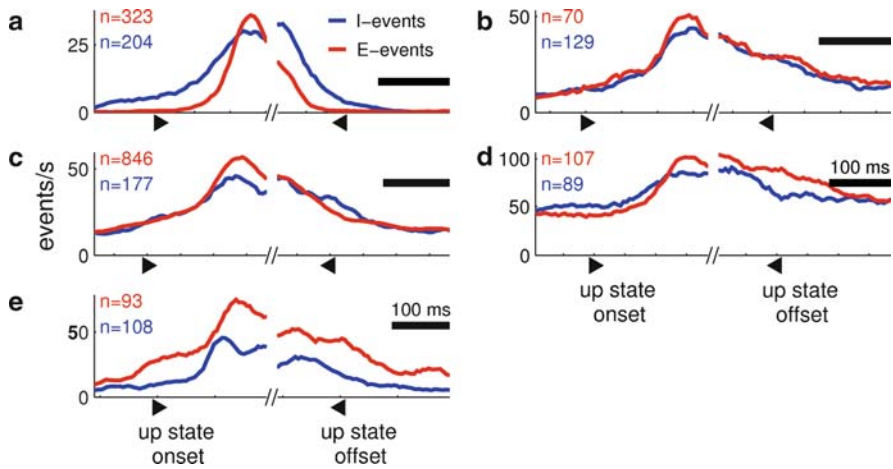 a
n=323
n=204
25
0
I−events
E−events
//
b
50
n=70
n=129
0
//
c
n=846
n=177
50
0
events/s
//
d
100
n=107
n=89
50
0
100 ms
//
up state
onset
up state
offset
e
n=93
n=108
50
0
100 ms
//
up state
onset
up state
offset